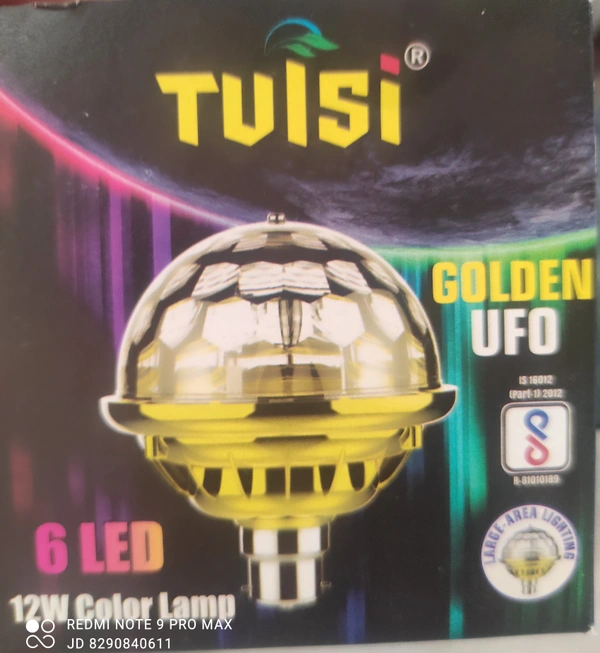 TUlSi®
GOLDEN
UFO
IS 16012
(Part-1) 2012
R-81010189
LARGE-AREA LIGHTING
6 LED
12W Color Lamp
REDMI NOTE 9 PRO MAX
JD 8290840611